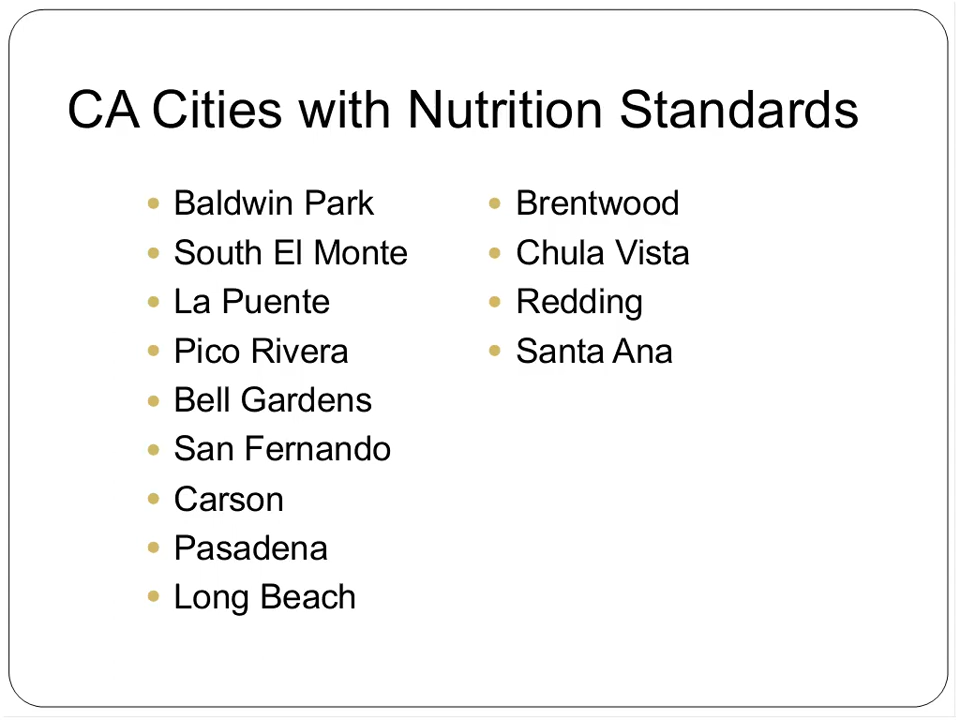 CA Cities with Nutrition Standards
Baldwin Park
South El Monte
La Puente
Pico Rivera
Bell Gardens
San Fernando
Carson
Pasadena
Long Beach
Brentwood
Chula Vista
Redding
Santa Ana